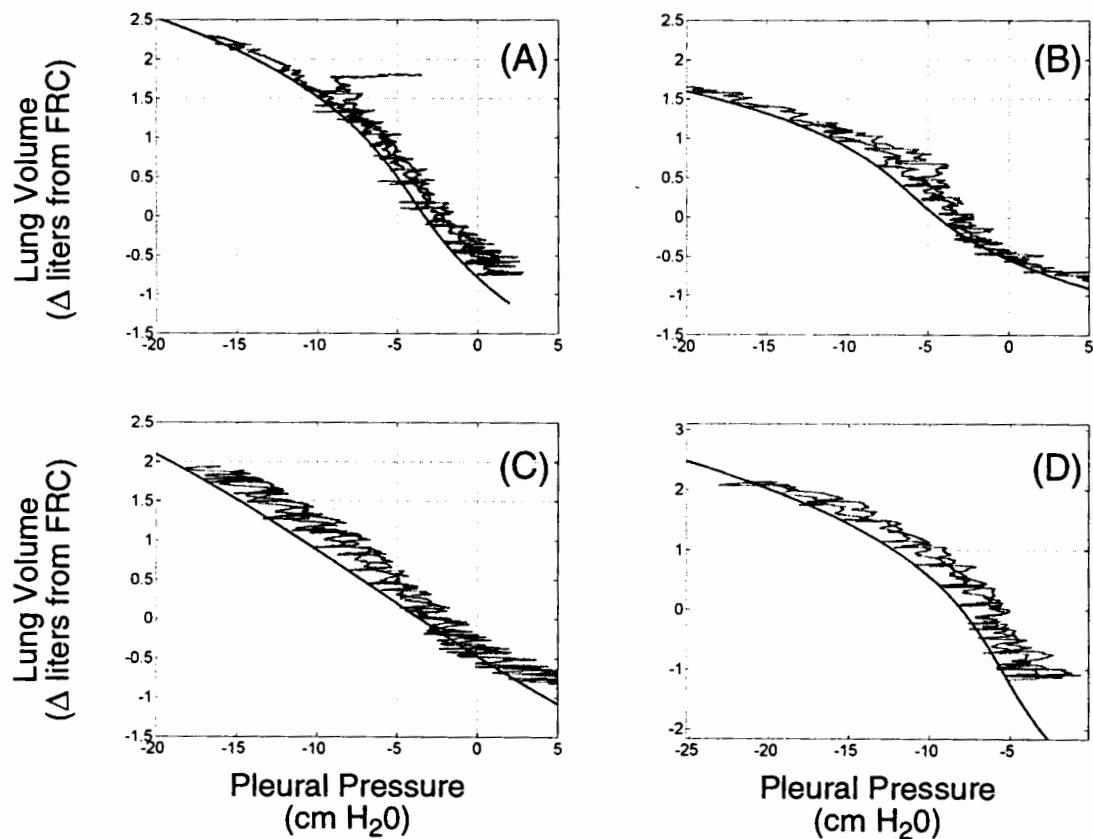 Lung Volume
(Δ liters from FRC)
2.5
2
1.5
1
0.5
0
-0.5
-1
-1.5
-20 -15 -10 -5 0 5
(A)
2.5
2
1.5
1
0.5
0
-0.5
-1
-1.5
-20 -15 -10 -5 0 5
(B)
Lung Volume
(Δ liters from FRC)
2.5
2
1.5
1
0.5
0
-0.5
-1
-1.5
-20 -15 -10 -5 0 5
(C)
Pleural Pressure
(cm H₂0)
3
2
1
0
-1
-2
-25 -20 -15 -10 -5
(D)
Pleural Pressure
(cm H₂0)